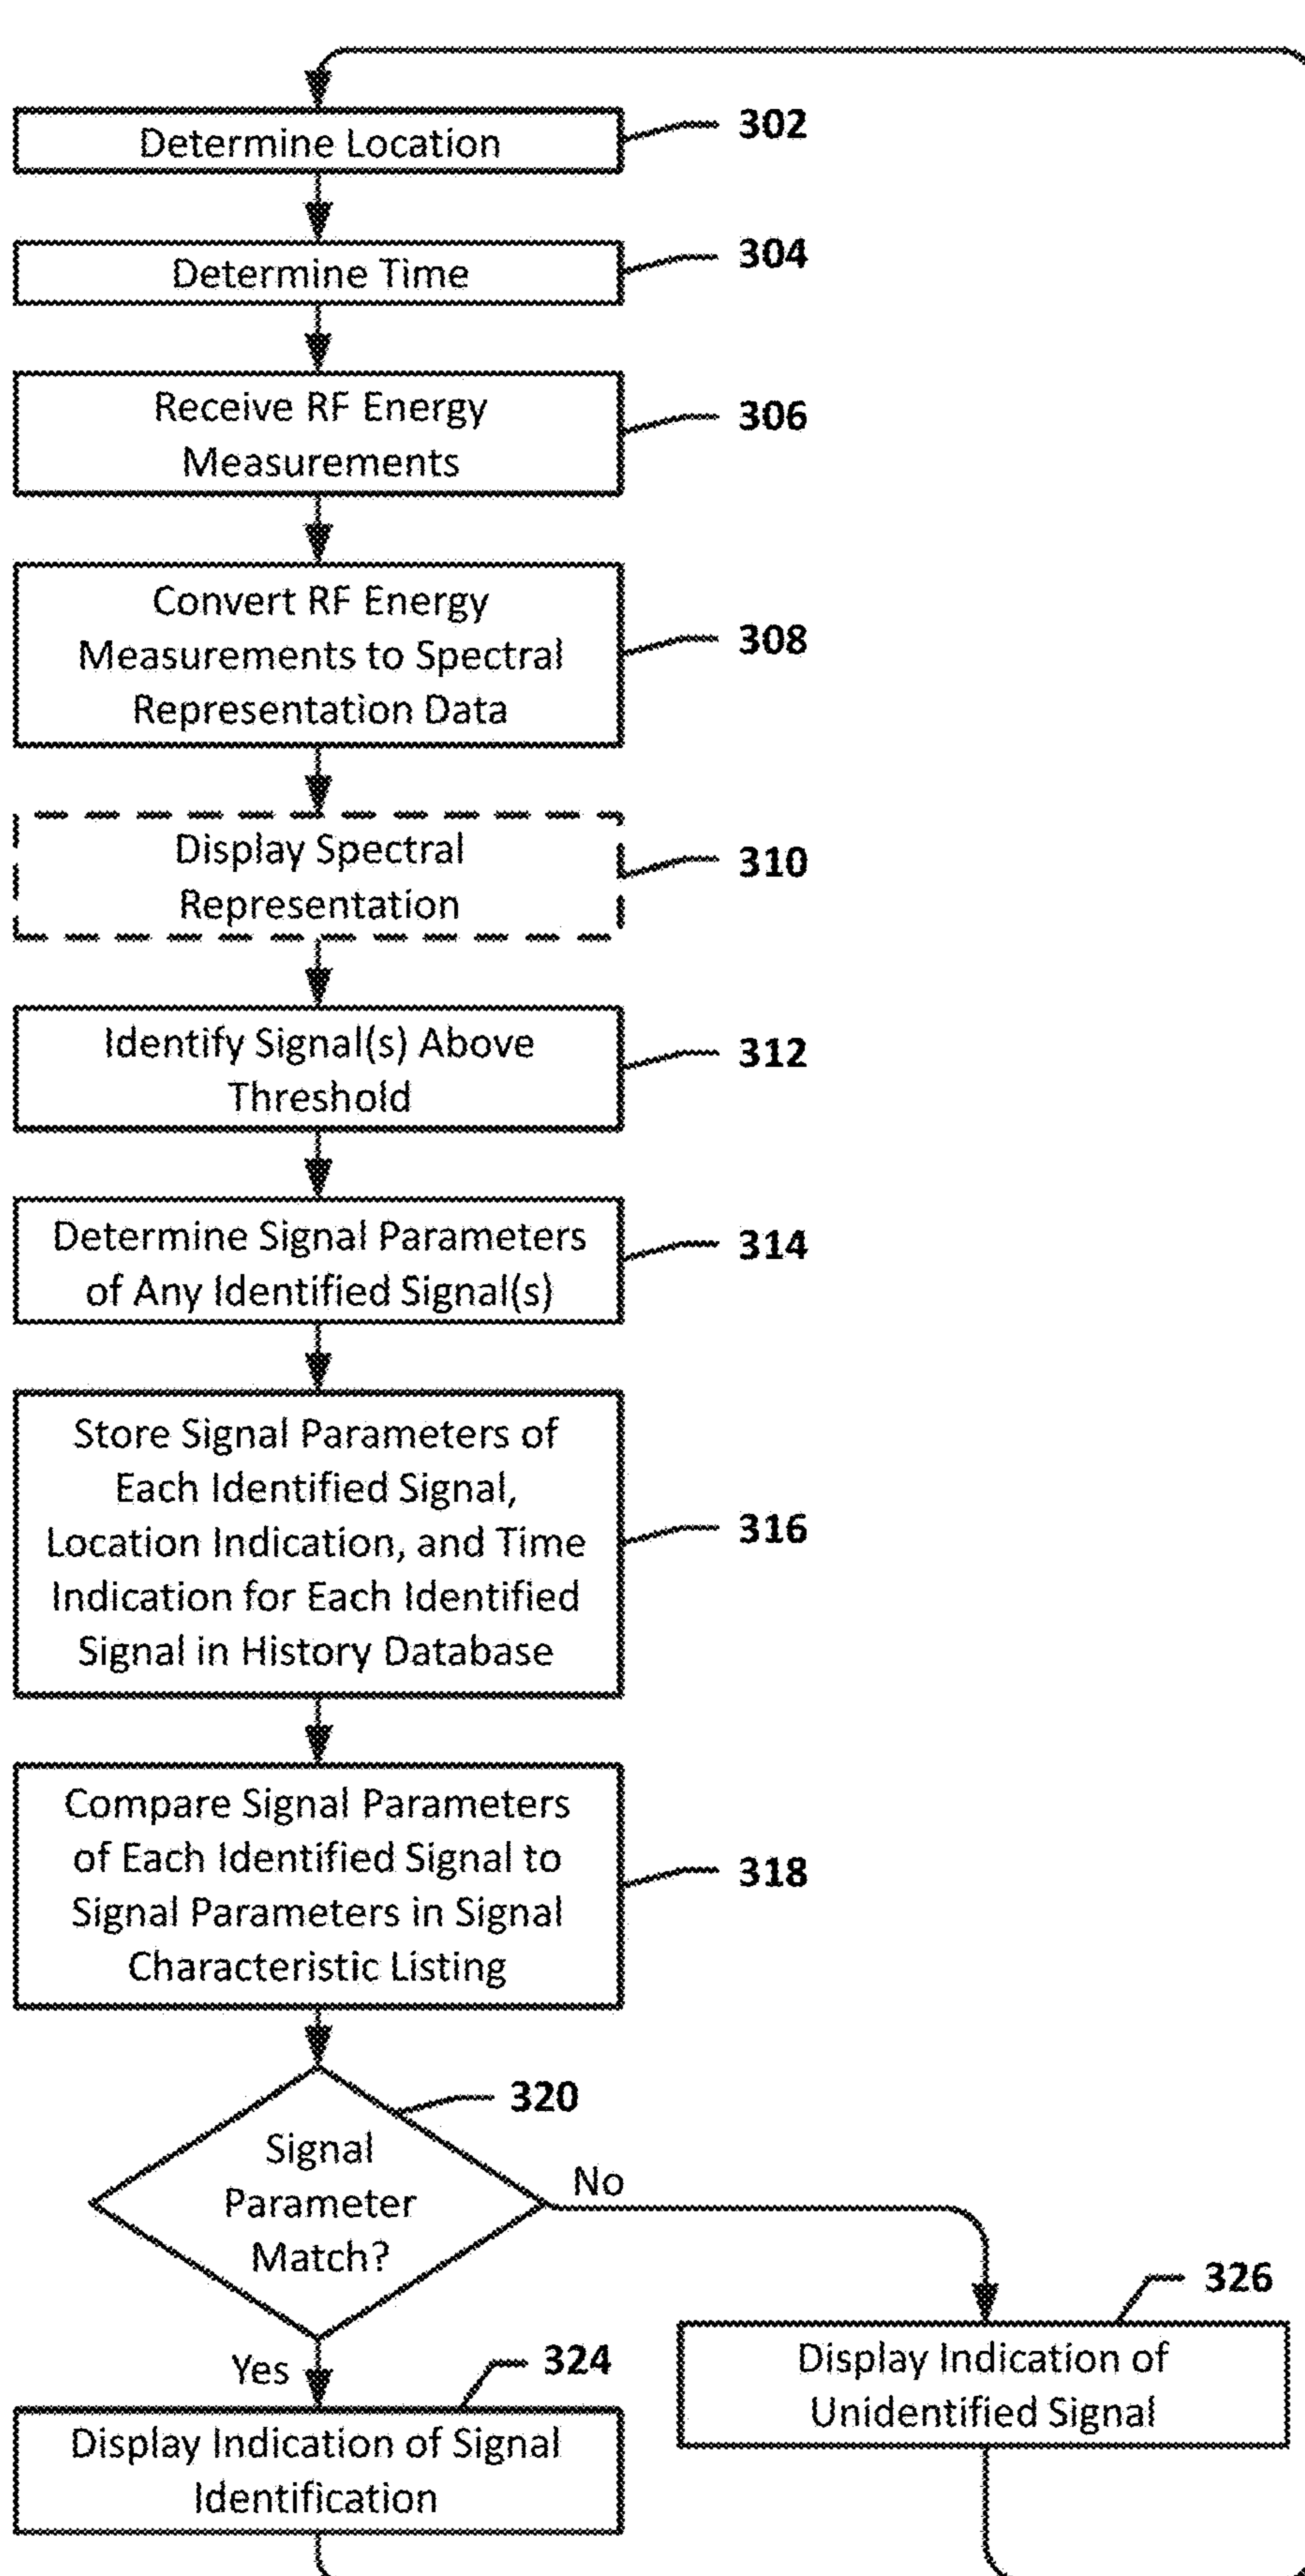 Determine Location
302
Determine Time
304
Receive RF Energy
Measurements
306
Convert RF Energy
Measurements to Spectral
Representation Data
308
Display Spectral
Representation
310
Identify Signal(s) Above
Threshold
312
Determine Signal Parameters
of Any Identified Signal(s)
314
Store Signal Parameters of
Each Identified Signal,
Location Indication, and Time
Indication for Each Identified
Signal in History Database
316
Compare Signal Parameters
of Each Identified Signal to
Signal Parameters in Signal
Characteristic Listing
318
320
Signal
Parameter
Match?
No
326
Display Indication of
Unidentified Signal
Yes
324
Display Indication of Signal
Identification